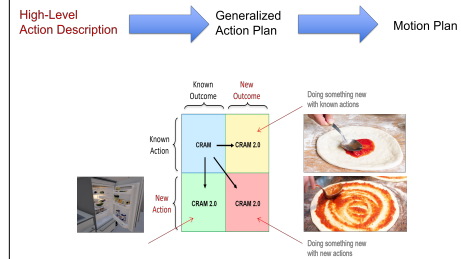 High-Level
Action Description
Generalized
Action Plan
Motion Plan
Known
Outcome
New
Outcome
Doing something new
with known actions
Known
Action
CRAM
CRAM 2.0
New
Action
CRAM 2.0
CRAM 2.0
Doing something new
with new actions